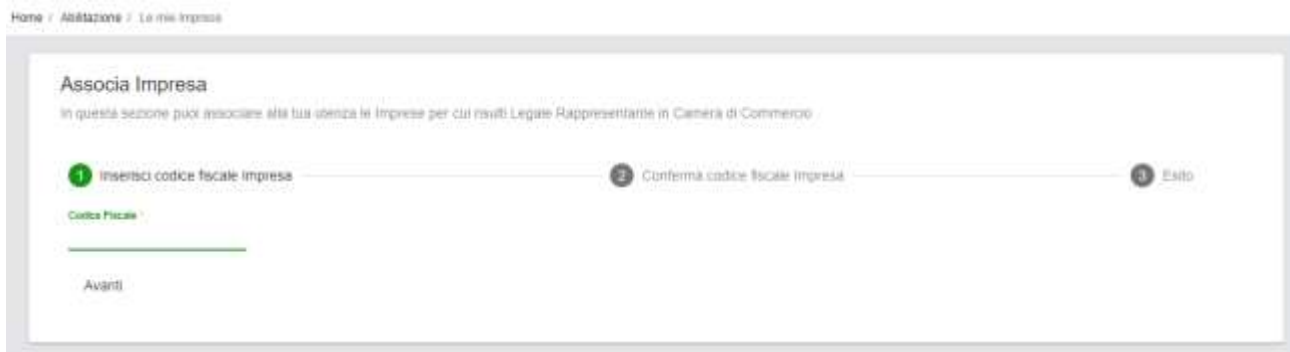 Home / Abilitazione / Le mie Imprese
Associa Impresa
In questa sezione puoi associare alla tua utenza le Imprese per cui risulti Legale Rappresentante in Camera di Commercio
1 Inserisci codice fiscale Impresa 2 Conferma codice fiscale Impresa 3 Esito
Codice Fiscale *
Avanti